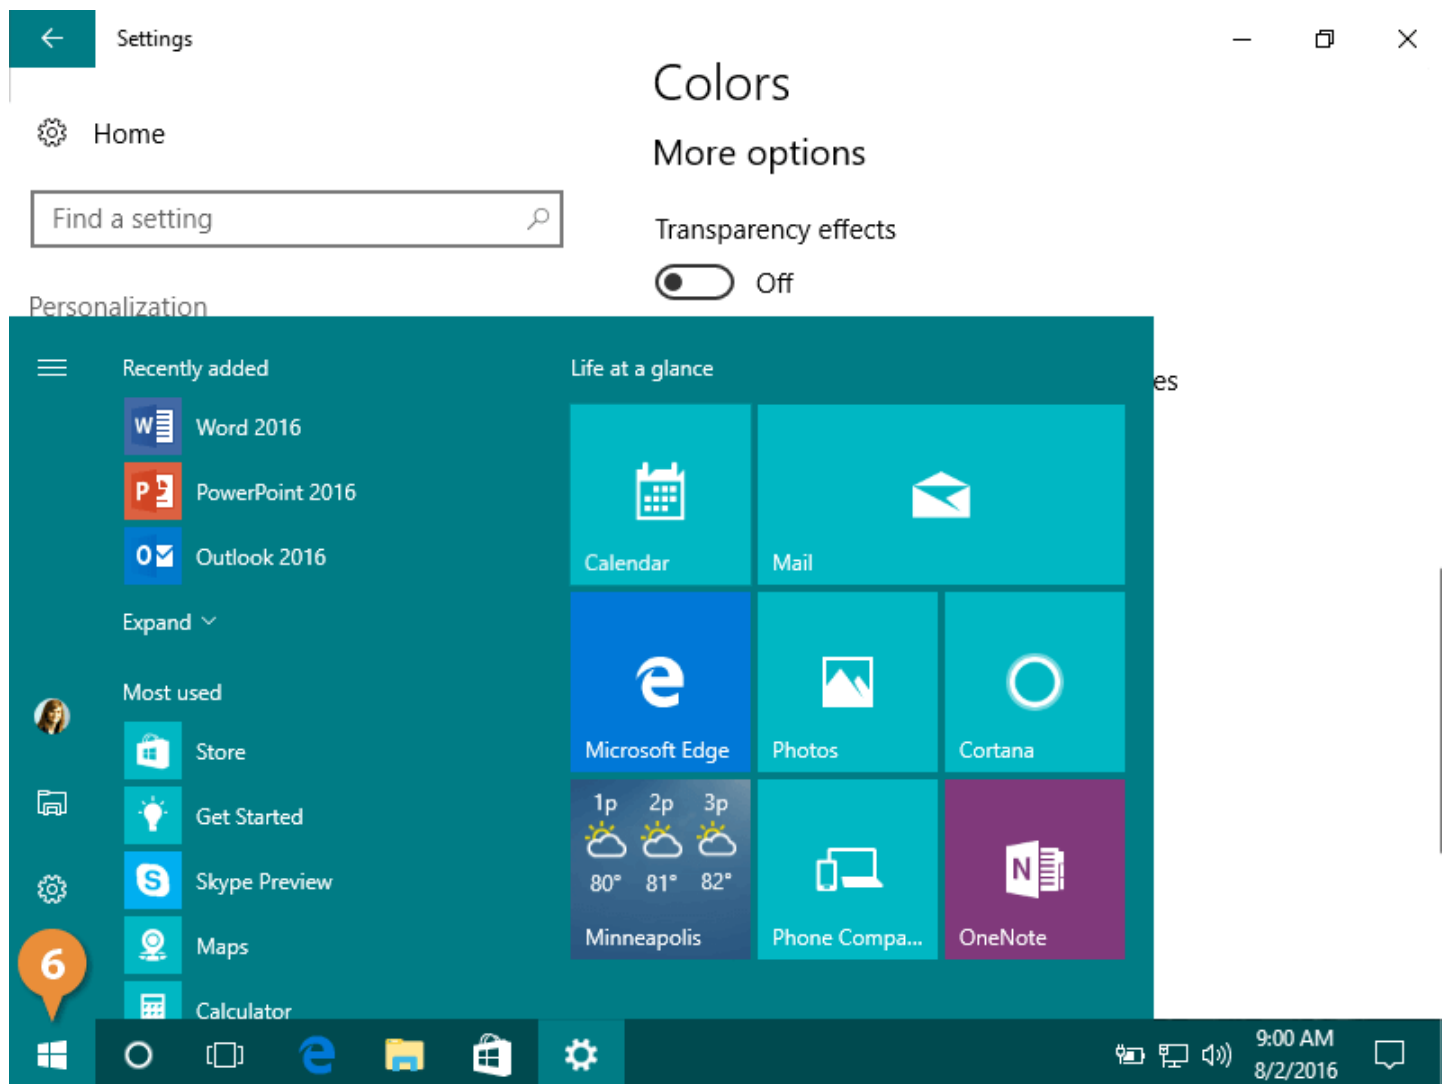 Settings
Colors
Home
More options
Find a setting
Transparency effects
Off
Personalization
Recently added
Life at a glance
es
Word 2016
PowerPoint 2016
Outlook 2016
Calendar
Mail
Expand
Most used
Store
Microsoft Edge
Photos
Cortana
Get Started
1p 2p 3p
Skype Preview
80° 81° 82°
Minneapolis
Phone Compa...
OneNote
Maps
6
Calculator
9:00 AM
8/2/2016